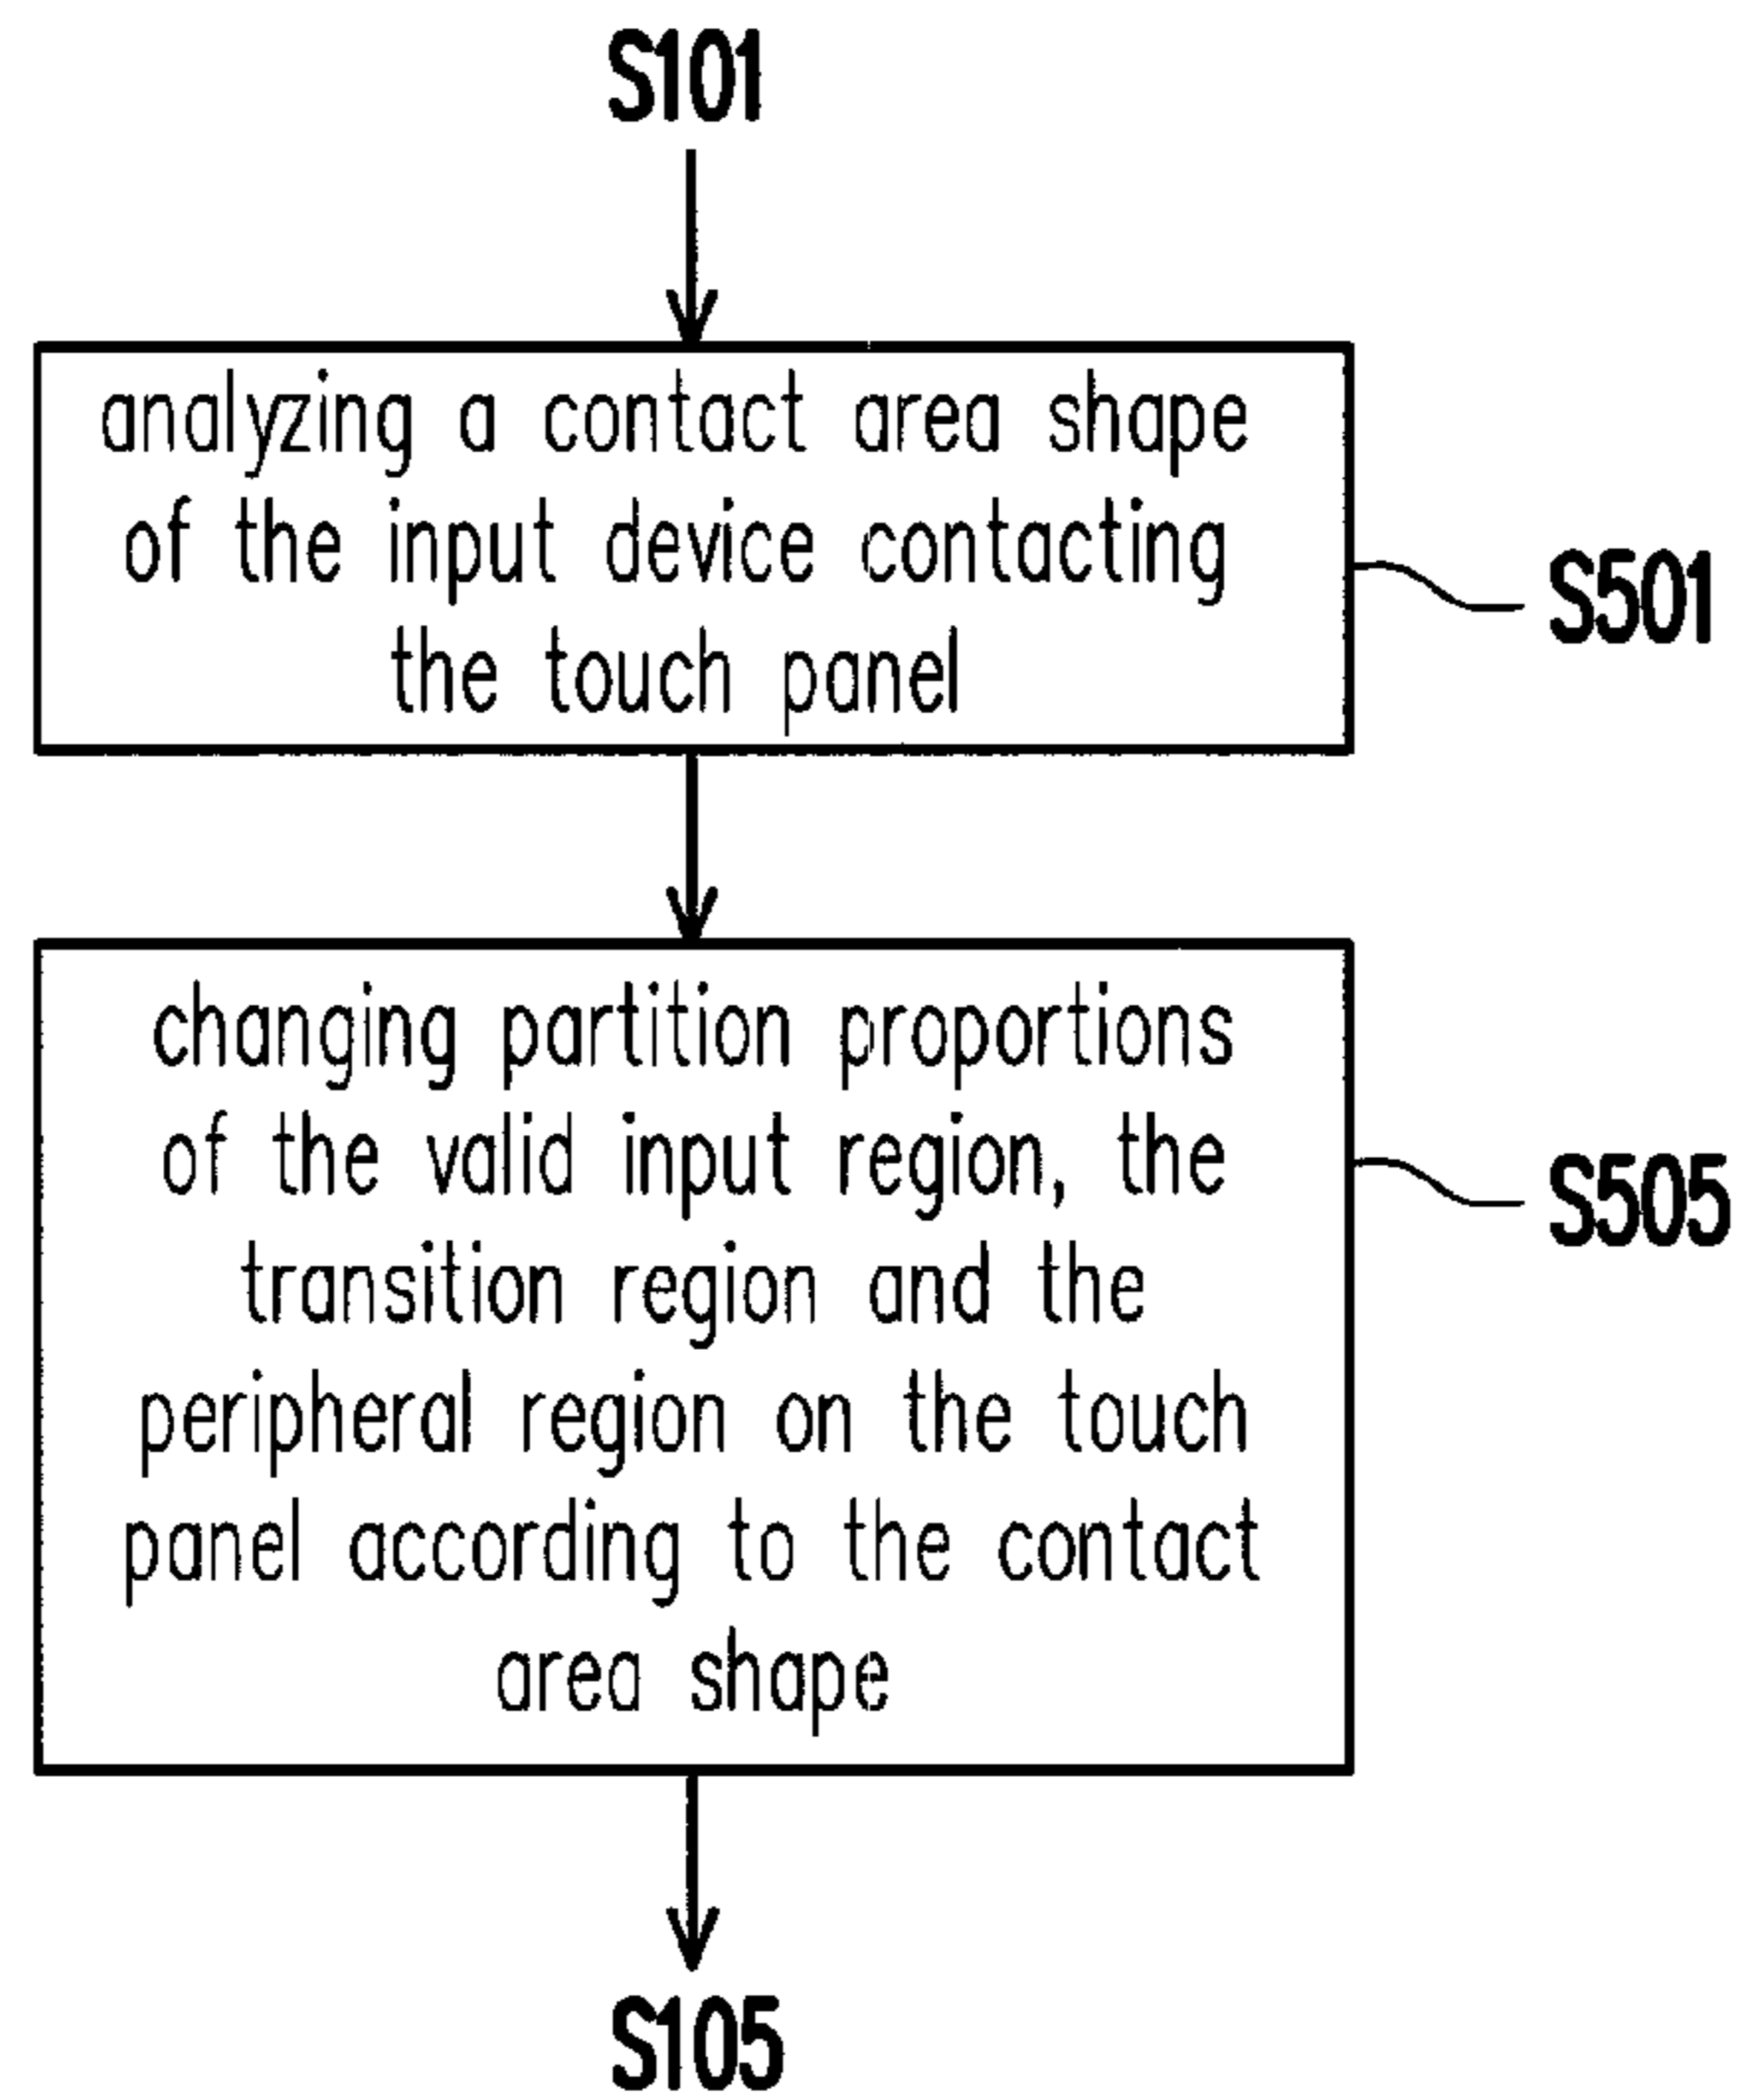 S101
analyzing a contact area shape
of the input device contacting
the touch panel
S501
changing partition proportions
of the valid input region, the
transition region and the
peripheral region on the touch
panel according to the contact
area shape
S505
S105